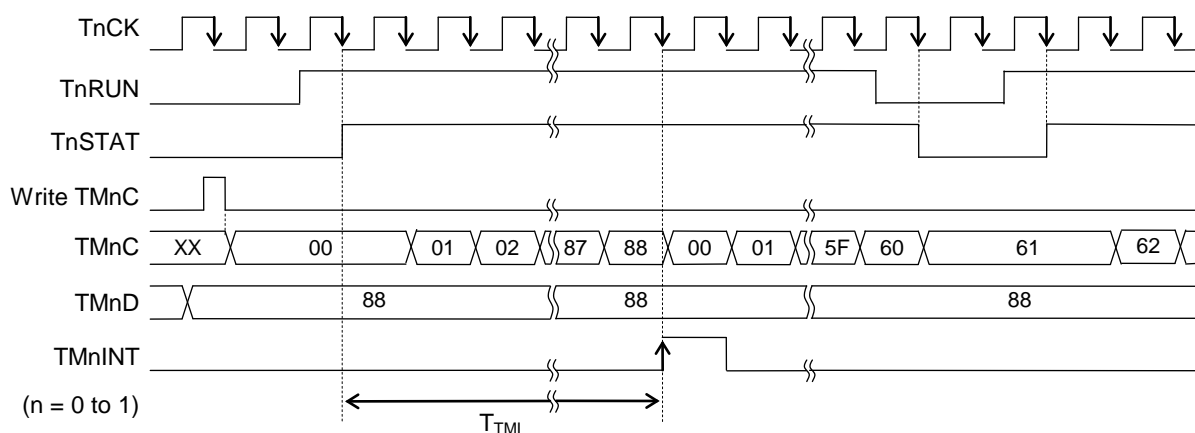 TnCK
TnRUN
TnSTAT
Write TMnC
TMnC XX 00 01 02 87 88 00 01 5F 60 61 62
TMnD 88 88 88
TMnINT
(n = 0 to 1)
TTMI